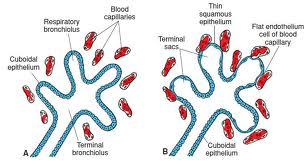 Respiratory
bronchiolus
Blood
capillaries
Cuboidal
epithelium
Terminal
bronchiolus
A
Thin
squamous
epithelium
Terminal
sacs
Flat endothelium
cell of blood
capillary
Cuboidal
epithelium
B